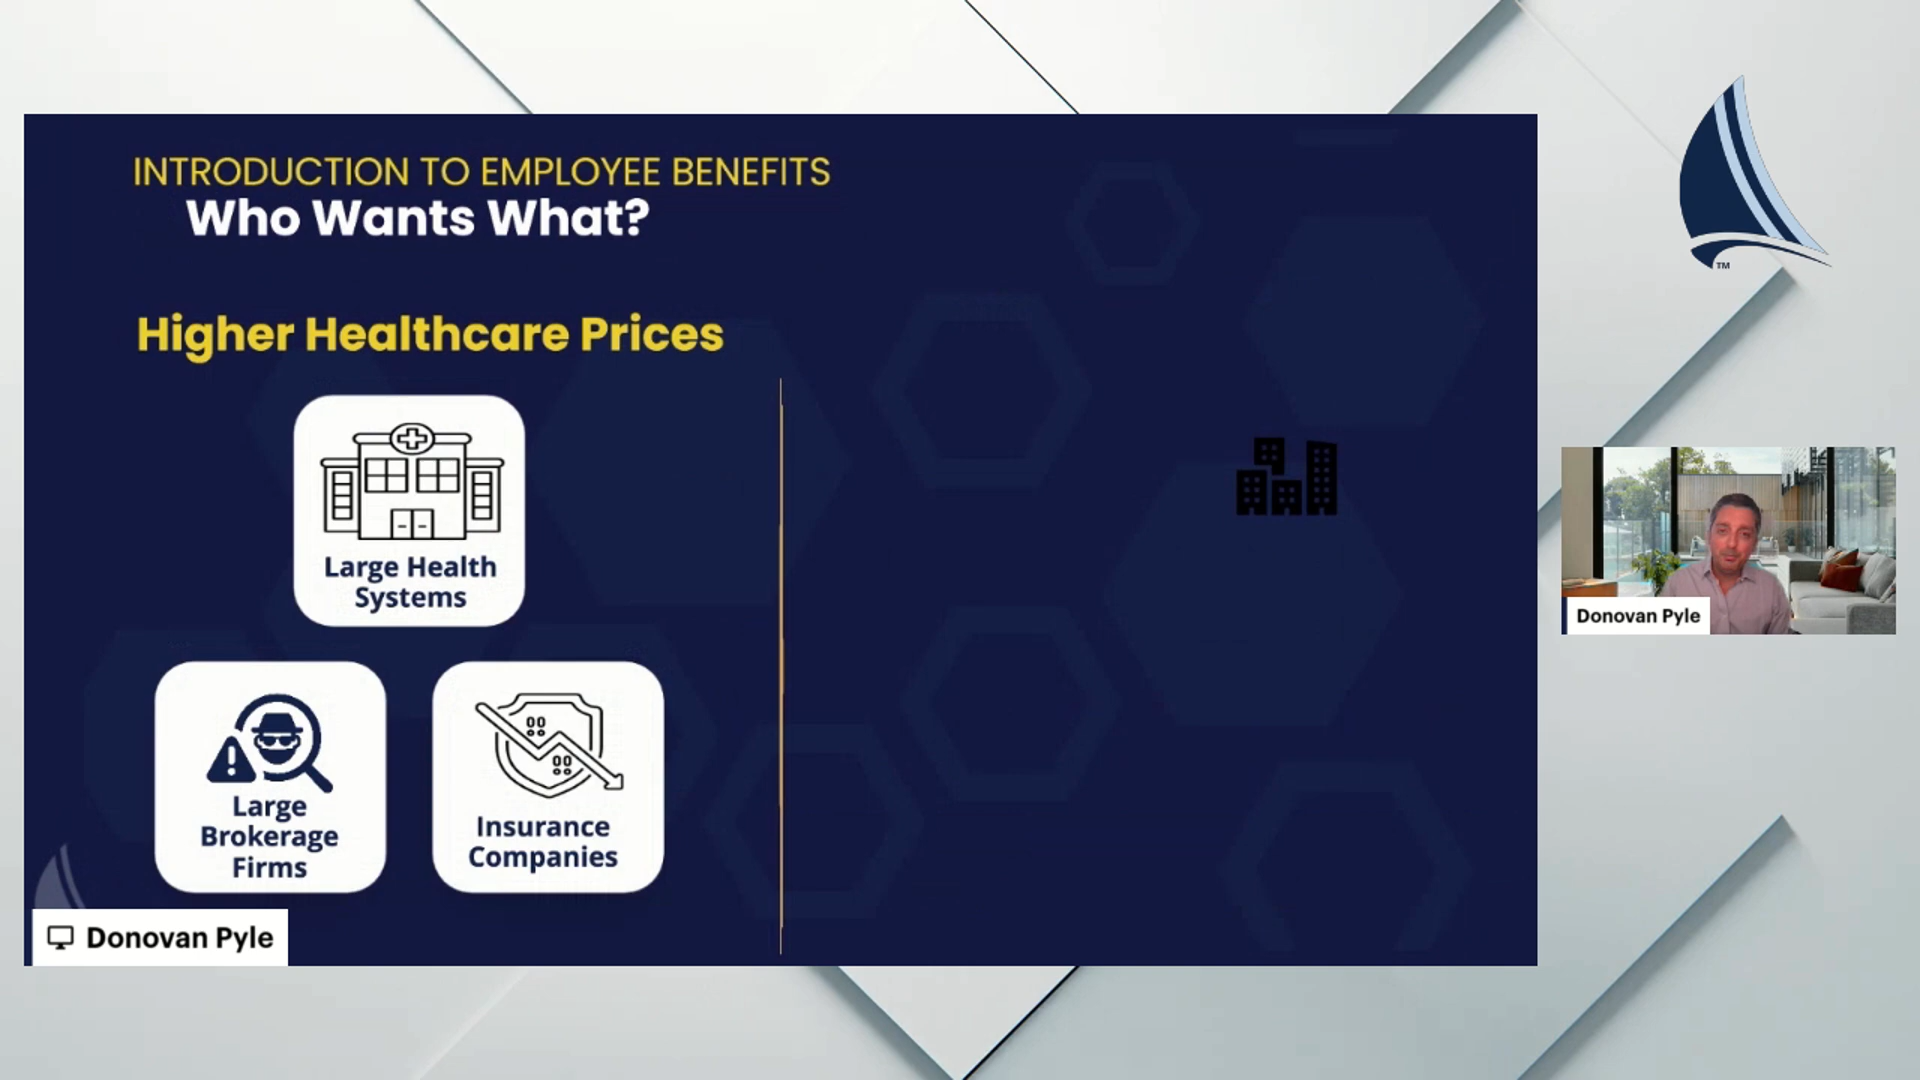 INTRODUCTION TO EMPLOYEE BENEFITS
Who Wants What?
Higher Healthcare Prices
Large Health
Systems
Large
Brokerage
Firms
Insurance
Companies
Donovan Pyle
TM
Donovan Pyle